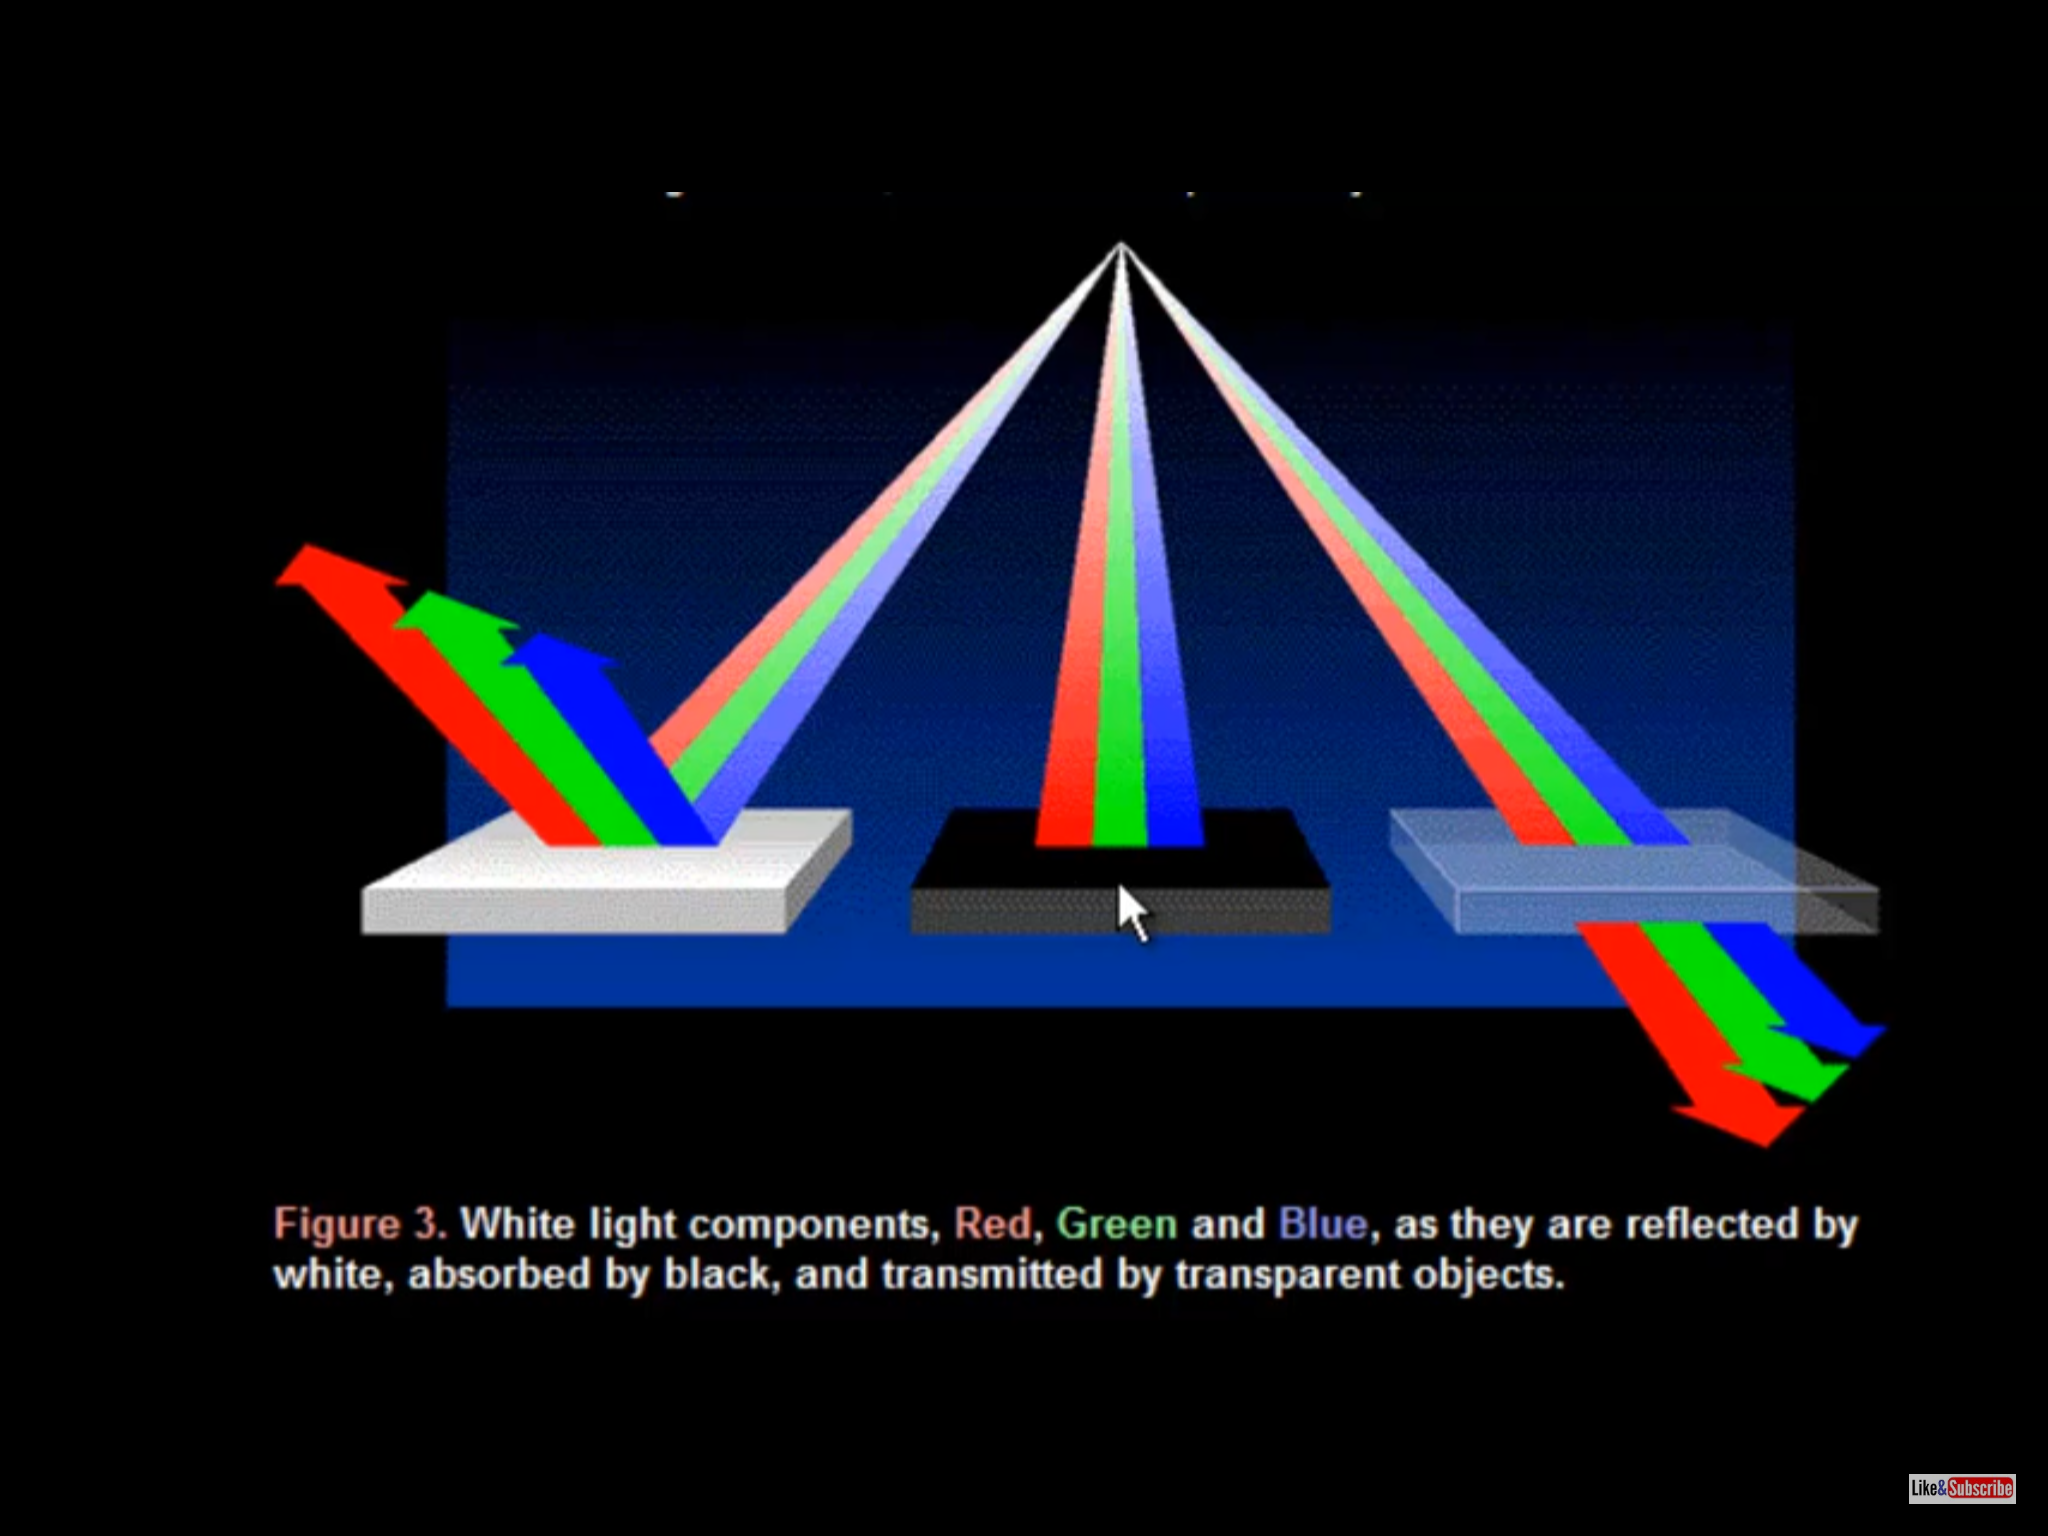 Figure 3. White light components, Red, Green and Blue, as they are reflected by
white, absorbed by black, and transmitted by transparent objects.
Like&Subscribe